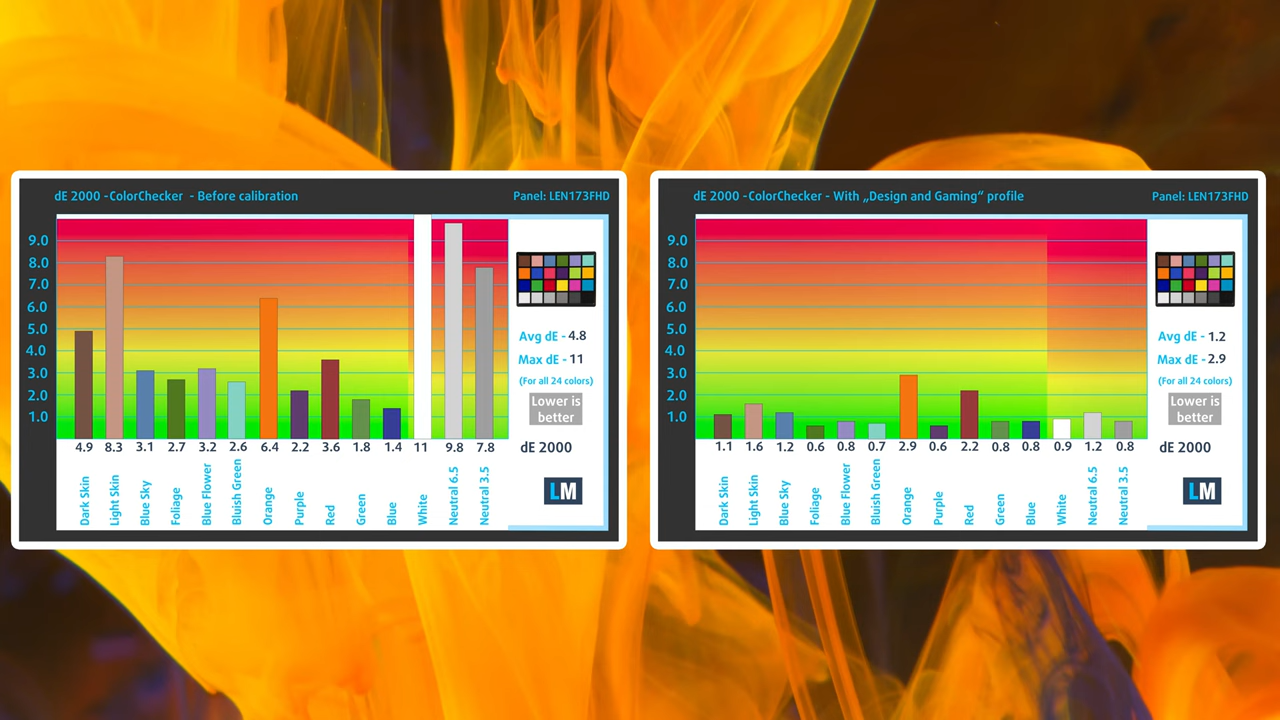 dE 2000 -ColorChecker - Before calibration
Panel: LEN173FHD
9.0
8.0
7.0
6.0
5.0
4.0
3.0
2.0
1.0
Avg dE - 4.8
Max dE - 11
(For all 24 colors)
Lower is
better
4.9 8.3 3.1 2.7 3.2 2.6 6.4 2.2 3.6 1.8 1.4 11 9.8 7.8
dE 2000
Dark Skin
Light Skin
Blue Sky
Foliage
Blue Flower
Bluish Green
Orange
Purple
Red
Green
Blue
White
Neutral 6.5
Neutral 3.5
LM
dE 2000 -ColorChecker - With „Design and Gaming“ profile
Panel: LEN173FHD
9.0
8.0
7.0
6.0
5.0
4.0
3.0
2.0
1.0
Avg dE - 1.2
Max dE - 2.9
(For all 24 colors)
Lower is
better
1.1 1.6 1.2 0.6 0.8 0.7 2.9 0.6 2.2 0.8 0.8 0.9 1.2 0.8
dE 2000
Dark Skin
Light Skin
Blue Sky
Foliage
Blue Flower
Bluish Green
Orange
Purple
Red
Green
Blue
White
Neutral 6.5
Neutral 3.5
LM